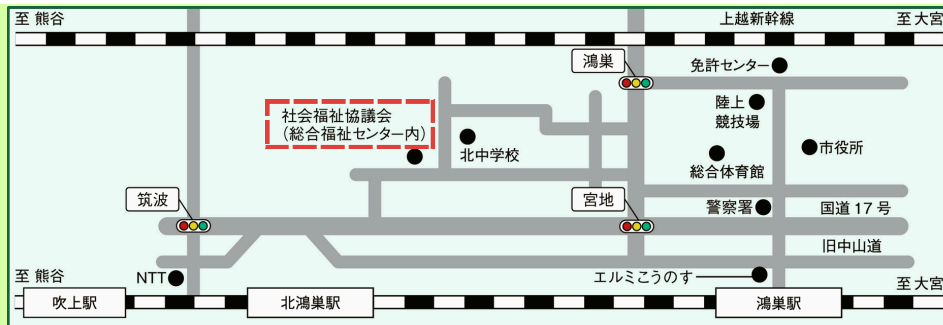 至 熊谷
上越新幹線
至 大宮
鴻巣
免許センター
陸上
競技場
社会福祉協議会
（総合福祉センター内）
北中学校
市役所
総合体育館
筑波
宮地
警察署
国道 17 号
旧中山道
至 熊谷
NTT
エルミこうのす
至 大宮
吹上駅
北鴻巣駅
鴻巣駅